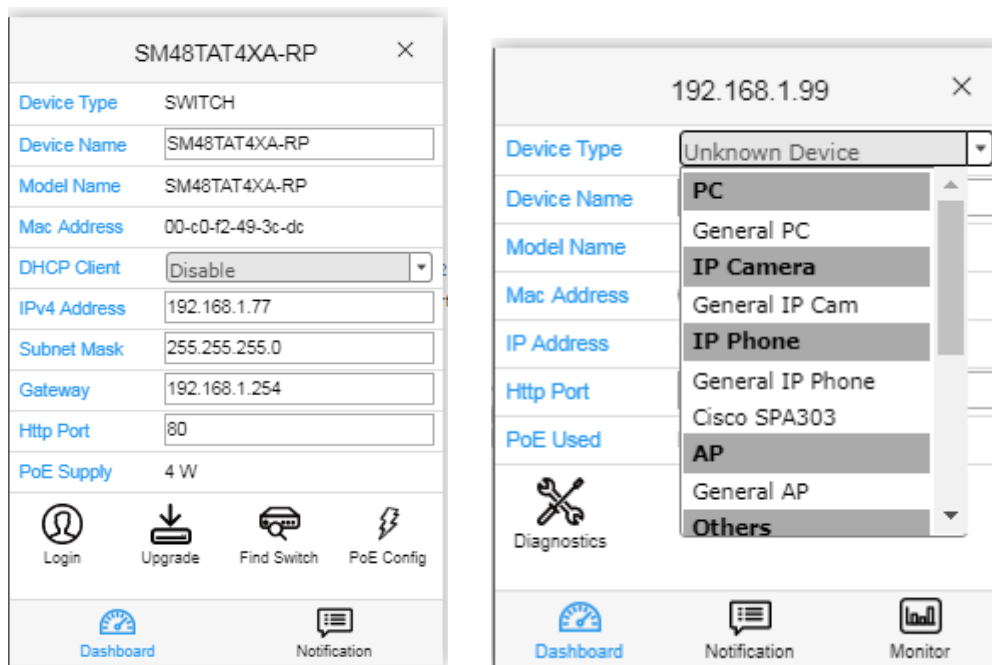 SM48TAT4XA-RP
Device Type SWITCH
Device Name SM48TAT4XA-RP
Model Name SM48TAT4XA-RP
Mac Address 00-c0-f2-49-3c-dc
DHCP Client Disable
IPv4 Address 192.168.1.77
Subnet Mask 255.255.255.0
Gateway 192.168.1.254
Http Port 80
PoE Supply 4 W
Login Upgrade Find Switch PoE Config
Dashboard Notification
192.168.1.99
Device Type Unknown Device
Device Name
Model Name
Mac Address
IP Address
Http Port
PoE Used
PC
General PC
IP Camera
General IP Cam
IP Phone
General IP Phone
Cisco SPA303
AP
General AP
Others
Diagnostics
Dashboard Notification Monitor